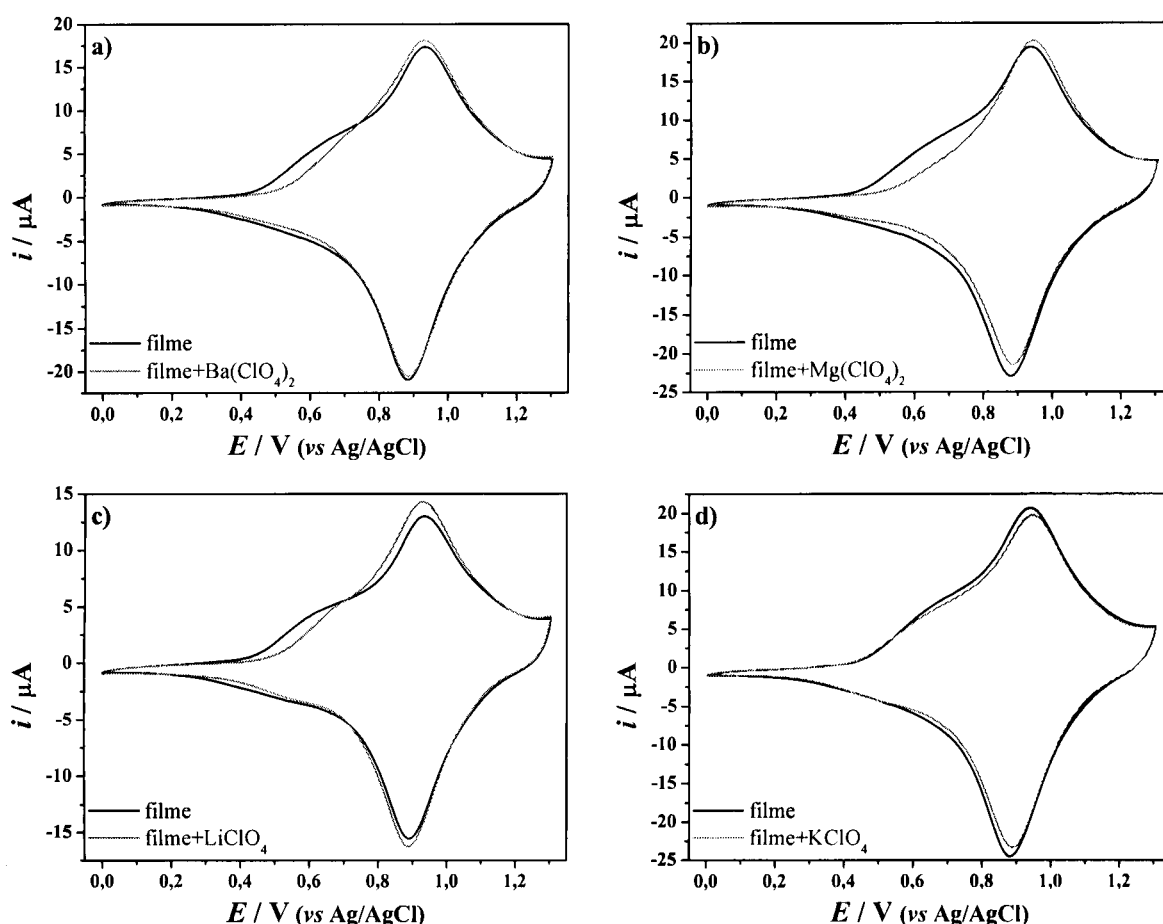 a)
20
15
10
5
0
-5
-10
-15
-20
i / µA
filme
filme+Ba(ClO₄)₂
0,0 0,2 0,4 0,6 0,8 1,0 1,2
E / V (vs Ag/AgCl)
b)
20
15
10
5
0
-5
-10
-15
-20
-25
i / µA
filme
filme+Mg(ClO₄)₂
0,0 0,2 0,4 0,6 0,8 1,0 1,2
E / V (vs Ag/AgCl)
c)
15
10
5
0
-5
-10
-15
i / µA
filme
filme+LiClO₄
0,0 0,2 0,4 0,6 0,8 1,0 1,2
E / V (vs Ag/AgCl)
d)
20
15
10
5
0
-5
-10
-15
-20
-25
i / µA
filme
filme+KClO₄
0,0 0,2 0,4 0,6 0,8 1,0 1,2
E / V (vs Ag/AgCl)